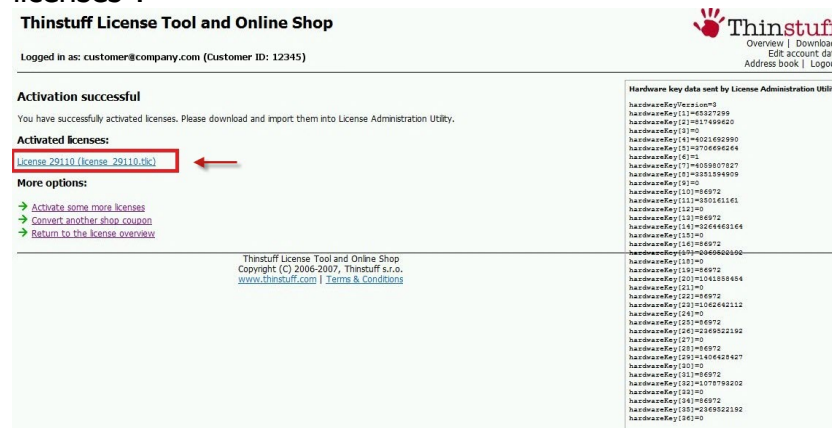 Thinstuff License Tool and Online Shop
Thinstuff
Overview | Downloa
Edit account dat
Address book | Logou
Logged in as: customer@company.com (Customer ID: 12345)
Activation successful
You have successfully activated licenses. Please download and import them into License Administration Utility.
Activated licenses:
License 29110 (license_29110.tlic)
More options:
Activate some more licenses
Convert another shop coupon
Return to the license overview
Thinstuff License Tool and Online Shop
Copyright (C) 2006-2007, Thinstuff s.r.o.
www.thinstuff.com | Terms & Conditions
Hardware key data sent by License Administration Utili
hardwareKeyVersion=3
hardwareKey[1]=65327299
hardwareKey[2]=817499620
hardwareKey[3]=0
hardwareKey[4]=4021692990
hardwareKey[5]=3706696264
hardwareKey[6]=1
hardwareKey[7]=4059807827
hardwareKey[8]=3351594909
hardwareKey[9]=0
hardwareKey[10]=86972
hardwareKey[11]=350161161
hardwareKey[12]=0
hardwareKey[13]=86972
hardwareKey[14]=3264463164
hardwareKey[15]=0
hardwareKey[16]=86972
hardwareKey[17]=2369522192
hardwareKey[18]=0
hardwareKey[19]=86972
hardwareKey[20]=1041858454
hardwareKey[21]=0
hardwareKey[22]=86972
hardwareKey[23]=1062642112
hardwareKey[24]=0
hardwareKey[25]=86972
hardwareKey[26]=2369522192
hardwareKey[27]=0
hardwareKey[28]=86972
hardwareKey[29]=1406428427
hardwareKey[30]=0
hardwareKey[31]=86972
hardwareKey[32]=1078793202
hardwareKey[33]=0
hardwareKey[34]=86972
hardwareKey[35]=2369522192
hardwareKey[36]=0